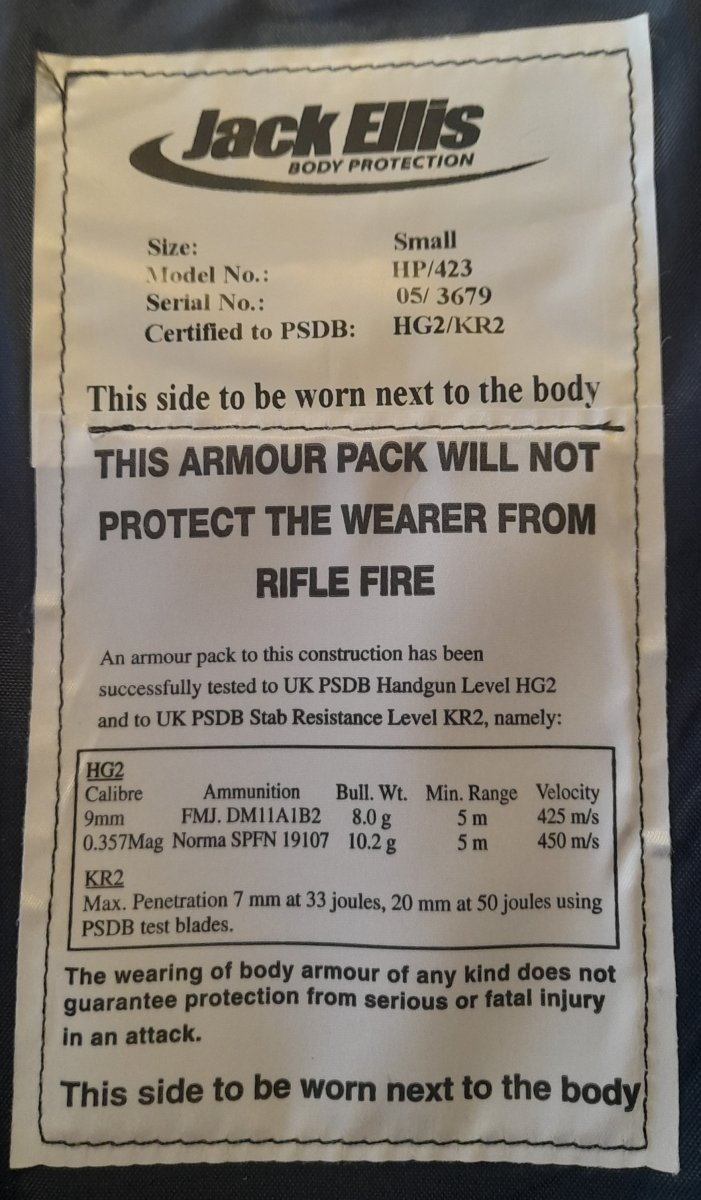 Jack Ellis
BODY PROTECTION
Size: Small
Model No.: HP/423
Serial No.: 05/ 3679
Certified to PSDB: HG2/KR2
This side to be worn next to the body
THIS ARMOUR PACK WILL NOT
PROTECT THE WEARER FROM
RIFLE FIRE
An armour pack to this construction has been
successfully tested to UK PSDB Handgun Level HG2
and to UK PSDB Stab Resistance Level KR2, namely:
HG2
Calibre Ammunition Bull. Wt. Min. Range Velocity
9mm FMJ. DM11A1B2 8.0 g 5 m 425 m/s
0.357Mag Norma SPFN 19107 10.2 g 5 m 450 m/s
KR2
Max. Penetration 7 mm at 33 joules, 20 mm at 50 joules using
PSDB test blades.
The wearing of body armour of any kind does not
guarantee protection from serious or fatal injury
in an attack.
This side to be worn next to the body